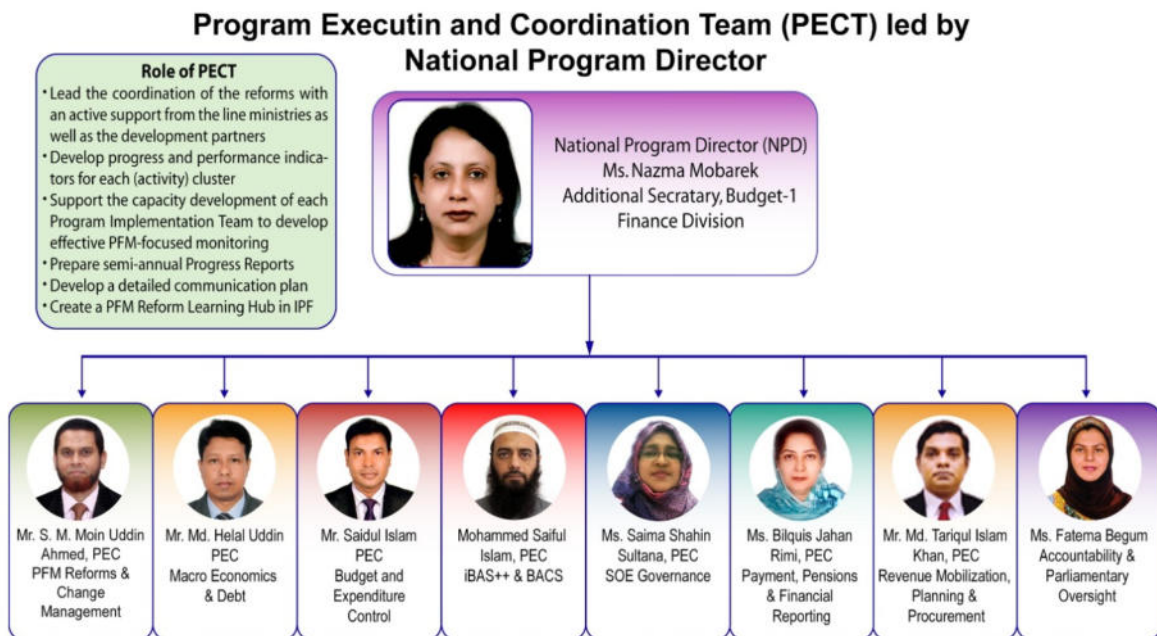 Program Executin and Coordination Team (PECT) led by
National Program Director
Role of PECT
• Lead the coordination of the reforms with
an active support from the line ministries as
well as the development partners
• Develop progress and performance indica-
tors for each (activity) cluster
• Support the capacity development of each
Program Implementation Team to develop
effective PFM-focused monitoring
• Prepare semi-annual Progress Reports
• Develop a detailed communication plan
• Create a PFM Reform Learning Hub in IPF
National Program Director (NPD)
Ms. Nazma Mobarek
Additional Secratary, Budget-1
Finance Division
Mr. S. M. Moin Uddin
Ahmed, PEC
PFM Reforms &
Change
Management
Mr. Md. Helal Uddin
PEC
Macro Economics
& Debt
Mr. Saidul Islam
PEC
Budget and
Expenditure
Control
Mohammed Saiful
Islam, PEC
iBAS++ & BACS
Ms. Saima Shahin
Sultana, PEC
SOE Governance
Ms. Bilquis Jahan
Rimi, PEC
Payment, Pensions
& Financial
Reporting
Mr. Md. Tariqul Islam
Khan, PEC
Revenue Mobilization,
Planning &
Procurement
Ms. Fatema Begum
Accountability &
Parliamentary
Oversight